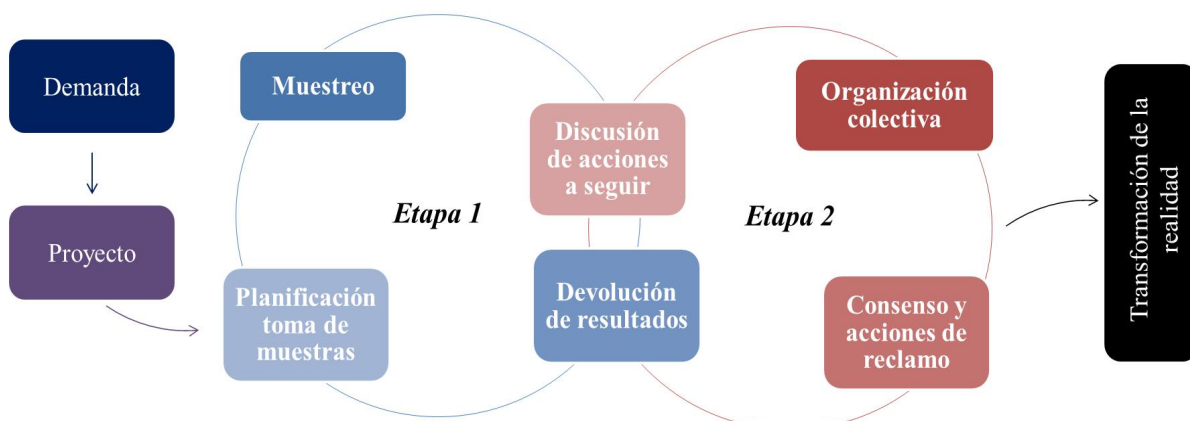 Demanda
Proyecto
Muestreo
Planificación
toma de
muestras
Etapa 1
Discusión
de acciones
a seguir
Devolución
de resultados
Etapa 2
Organización
colectiva
Consenso y
acciones de
reclamo
Transformación de la
realidad